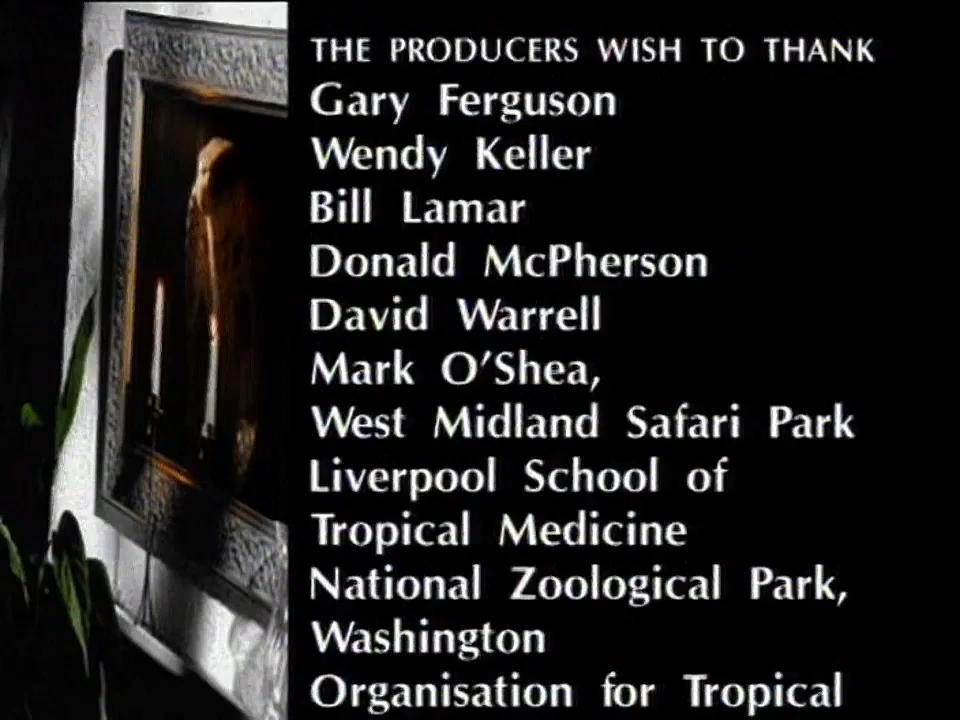 THE PRODUCERS WISH TO THANK
Gary Ferguson
Wendy Keller
Bill Lamar
Donald McPherson
David Warrell
Mark O'Shea,
West Midland Safari Park
Liverpool School of
Tropical Medicine
National Zoological Park,
Washington
Organisation for Tropical